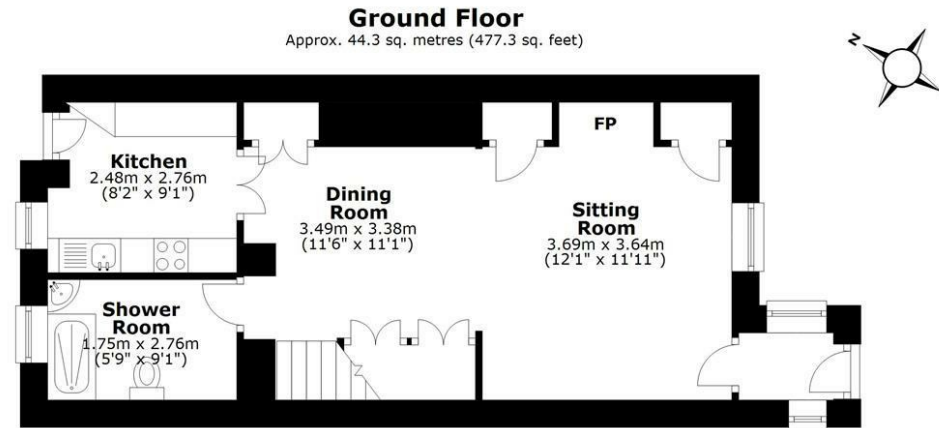 Ground Floor
Approx. 44.3 sq. metres (477.3 sq. feet)
N
Kitchen
2.48m x 2.76m
(8'2" x 9'1")
Dining
Room
3.49m x 3.38m
(11'6" x 11'1")
FP
Sitting
Room
3.69m x 3.64m
(12'1" x 11'11")
Shower
Room
1.75m x 2.76m
(5'9" x 9'1")